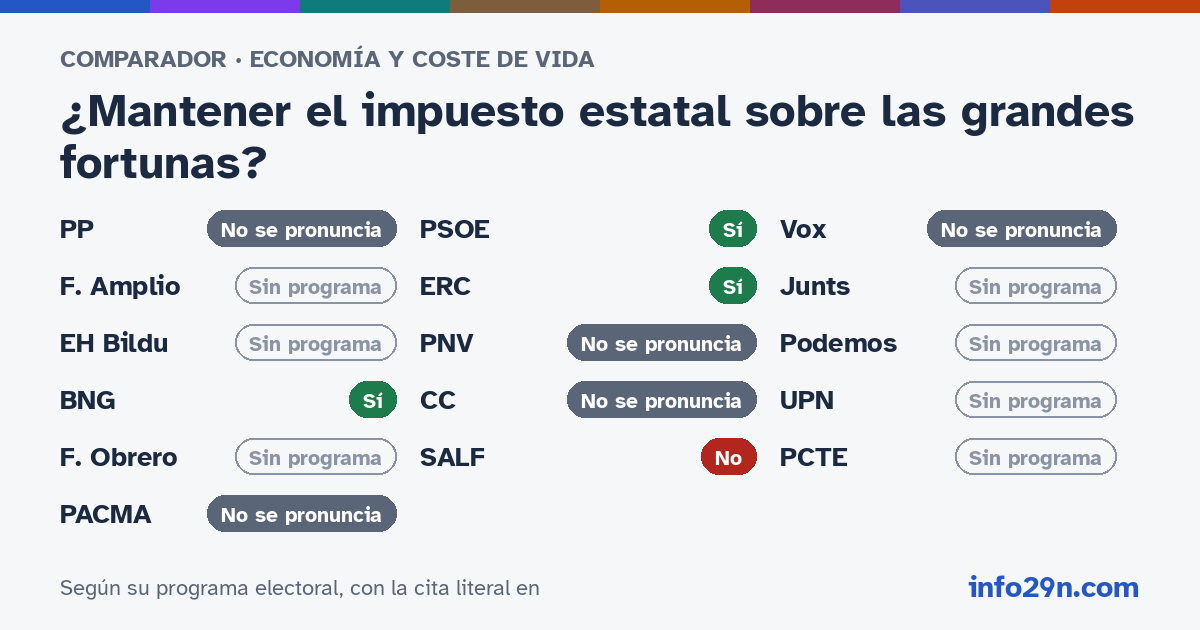 COMPARADOR · ECONOMÍA Y COSTE DE VIDA
¿Mantener el impuesto estatal sobre las grandes
fortunas?
PP No se pronuncia PSOE Sí Vox No se pronuncia
F. Amplio Sin programa ERC Sí Junts Sin programa
EH Bildu Sin programa PNV No se pronuncia Podemos Sin programa
BNG Sí CC No se pronuncia UPN Sin programa
F. Obrero Sin programa SALF No PCTE Sin programa
PACMA No se pronuncia
Según su programa electoral, con la cita literal en info29n.com